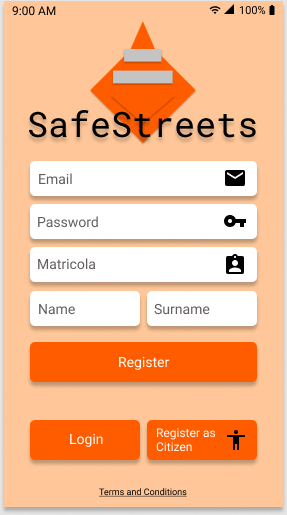 9:00 AM 100%
SafeStreets
Email
Password
Matricola
Name Surname
Register
Login
Register as
Citizen
Terms and Conditions